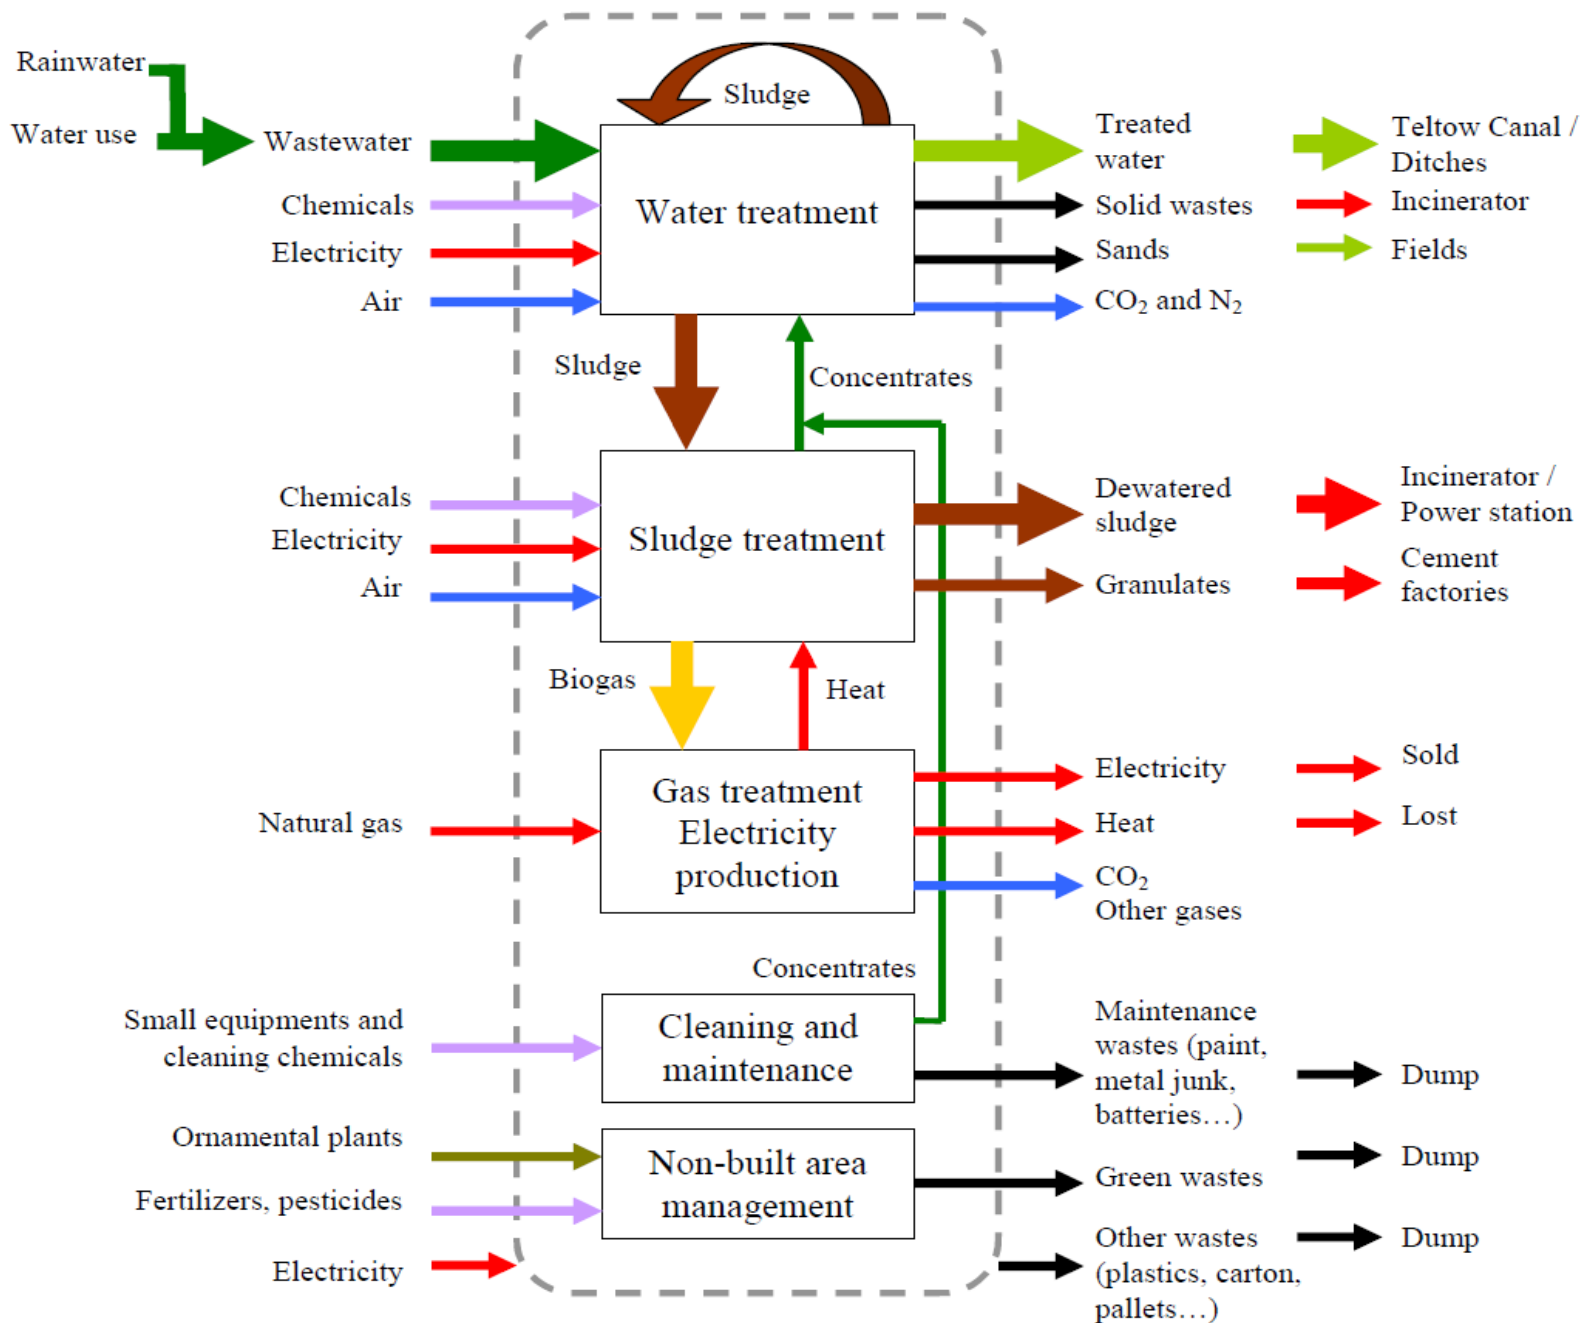 Rainwater
Water use
Wastewater
Chemicals
Electricity
Air
Sludge
Water treatment
Treated
water
Solid wastes
Sands
CO₂ and N₂
Teltow Canal /
Ditches
Incinerator
Fields
Sludge
Concentrates
Chemicals
Electricity
Air
Sludge treatment
Dewatered
sludge
Granulates
Incinerator /
Power station
Cement
factories
Biogas
Heat
Natural gas
Gas treatment
Electricity
production
Electricity
Heat
CO₂
Other gases
Sold
Lost
Concentrates
Small equipments and
cleaning chemicals
Cleaning and
maintenance
Maintenance
wastes (paint,
metal junk,
batteries…)
Dump
Ornamental plants
Fertilizers, pesticides
Non-built area
management
Green wastes
Dump
Electricity
Other wastes
(plastics, carton,
pallets…)
Dump